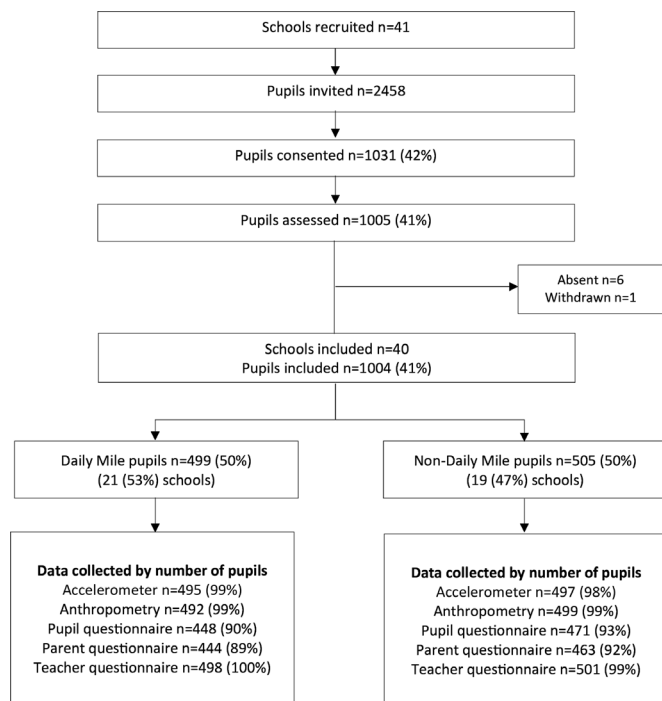 Schools recruited n=41
Pupils invited n=2458
Pupils consented n=1031 (42%)
Pupils assessed n=1005 (41%)
Absent n=6
Withdrawn n=1
Schools included n=40
Pupils included n=1004 (41%)
Daily Mile pupils n=499 (50%)
(21 (53%) schools)
Non-Daily Mile pupils n=505 (50%)
(19 (47%) schools)
Data collected by number of pupils
Accelerometer n=495 (99%)
Anthropometry n=492 (99%)
Pupil questionnaire n=448 (90%)
Parent questionnaire n=444 (89%)
Teacher questionnaire n=498 (100%)
Data collected by number of pupils
Accelerometer n=497 (98%)
Anthropometry n=499 (99%)
Pupil questionnaire n=471 (93%)
Parent questionnaire n=463 (92%)
Teacher questionnaire n=501 (99%)